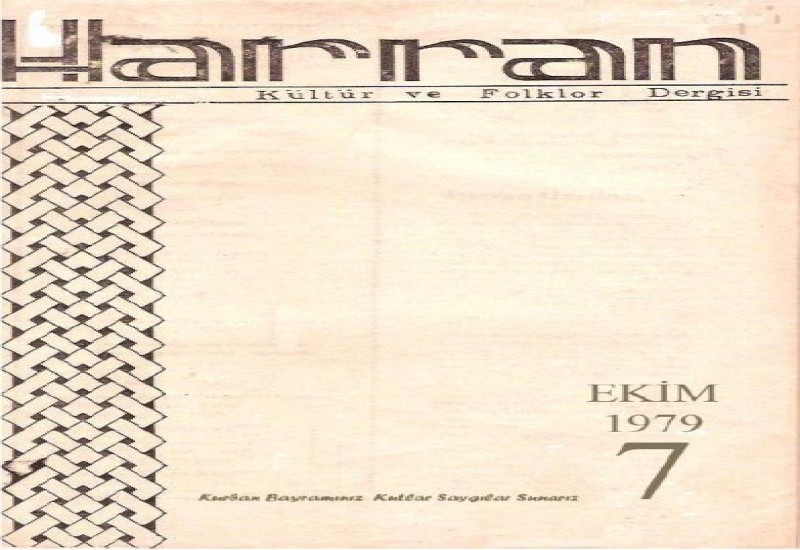 Harran
Kültür ve Folklor Dergisi
EKİM
1979
7
Kurban Bayramınız Kutlar Saygılar Sunarız